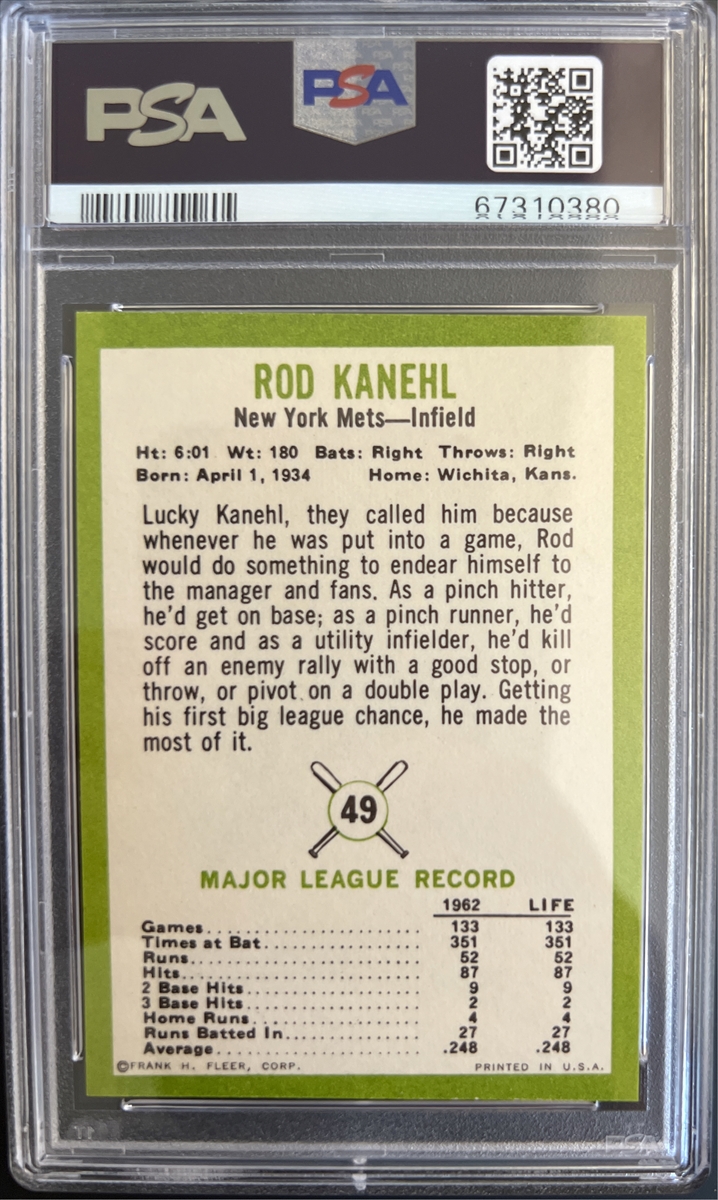 PSA
PSA
67310380
ROD KANEHL
New York Mets—Infield
Ht: 6:01 Wt: 180 Bats: Right Throws: Right
Born: April 1, 1934 Home: Wichita, Kans.
Lucky Kanehl, they called him because
whenever he was put into a game, Rod
would do something to endear himself to
the manager and fans. As a pinch hitter,
he'd get on base; as a pinch runner, he'd
score and as a utility infielder, he'd kill
off an enemy rally with a good stop, or
throw, or pivot on a double play. Getting
his first big league chance, he made the
most of it.
49
MAJOR LEAGUE RECORD
1962 LIFE
Games 133 133
Times at Bat 351 351
Runs 52 52
Hits 87 87
2 Base Hits 9 9
3 Base Hits 2 2
Home Runs 4 4
Runs Batted In 27 27
Average .248 .248
©FRANK H. FLEER, CORP. PRINTED IN U.S.A.
PSA